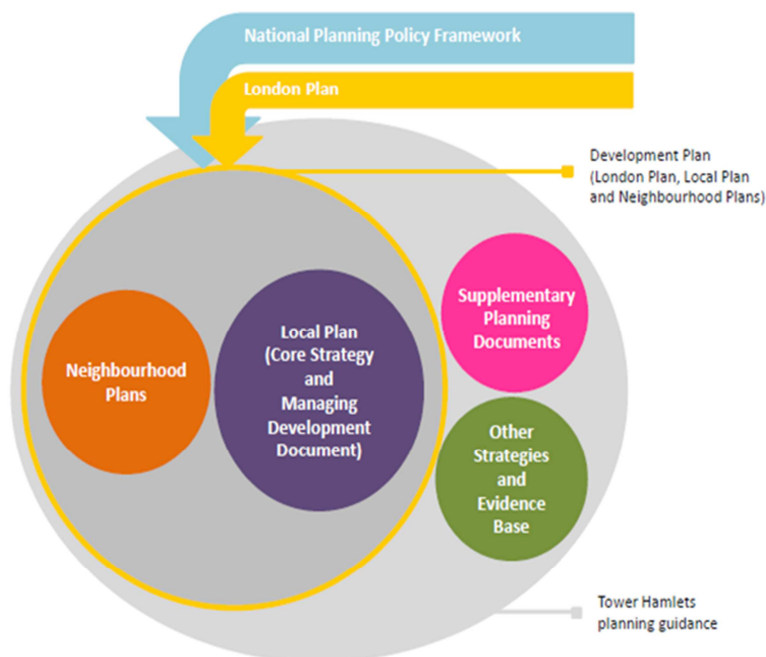 National Planning Policy Framework
London Plan
Development Plan
(London Plan, Local Plan
and Neighbourhood Plans)
Neighbourhood
Plans
Local Plan
(Core Strategy
and
Managing
Development
Document)
Supplementary
Planning
Documents
Other
Strategies
and
Evidence
Base
Tower Hamlets
planning guidance